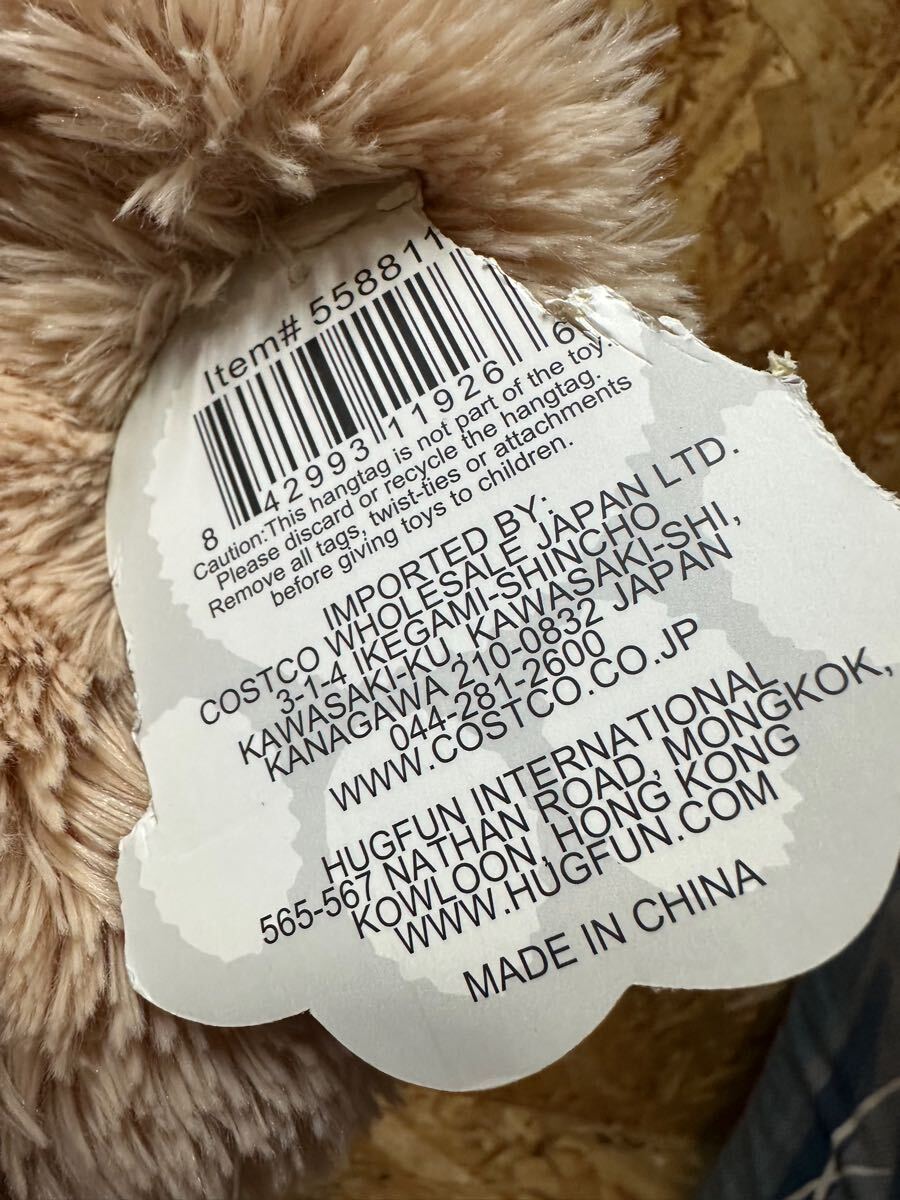 Item# 558811
8 42993 11926 6
Caution:This hangtag is not part of the toy.
Please discard or recycle the hangtag.
Remove all tags, twist-ties or attachments
before giving toys to children.
IMPORTED BY:
COSTCO WHOLESALE JAPAN LTD.
3-1-4 IKEGAMI-SHINCHO,
KAWASAKI-KU, KAWASAKI-SHI,
KANAGAWA 210-0832 JAPAN
044-281-2600
WWW.COSTCO.CO.JP
HUGFUN INTERNATIONAL
565-567 NATHAN ROAD, MONGKOK,
KOWLOON, HONG KONG
WWW.HUGFUN.COM
MADE IN CHINA